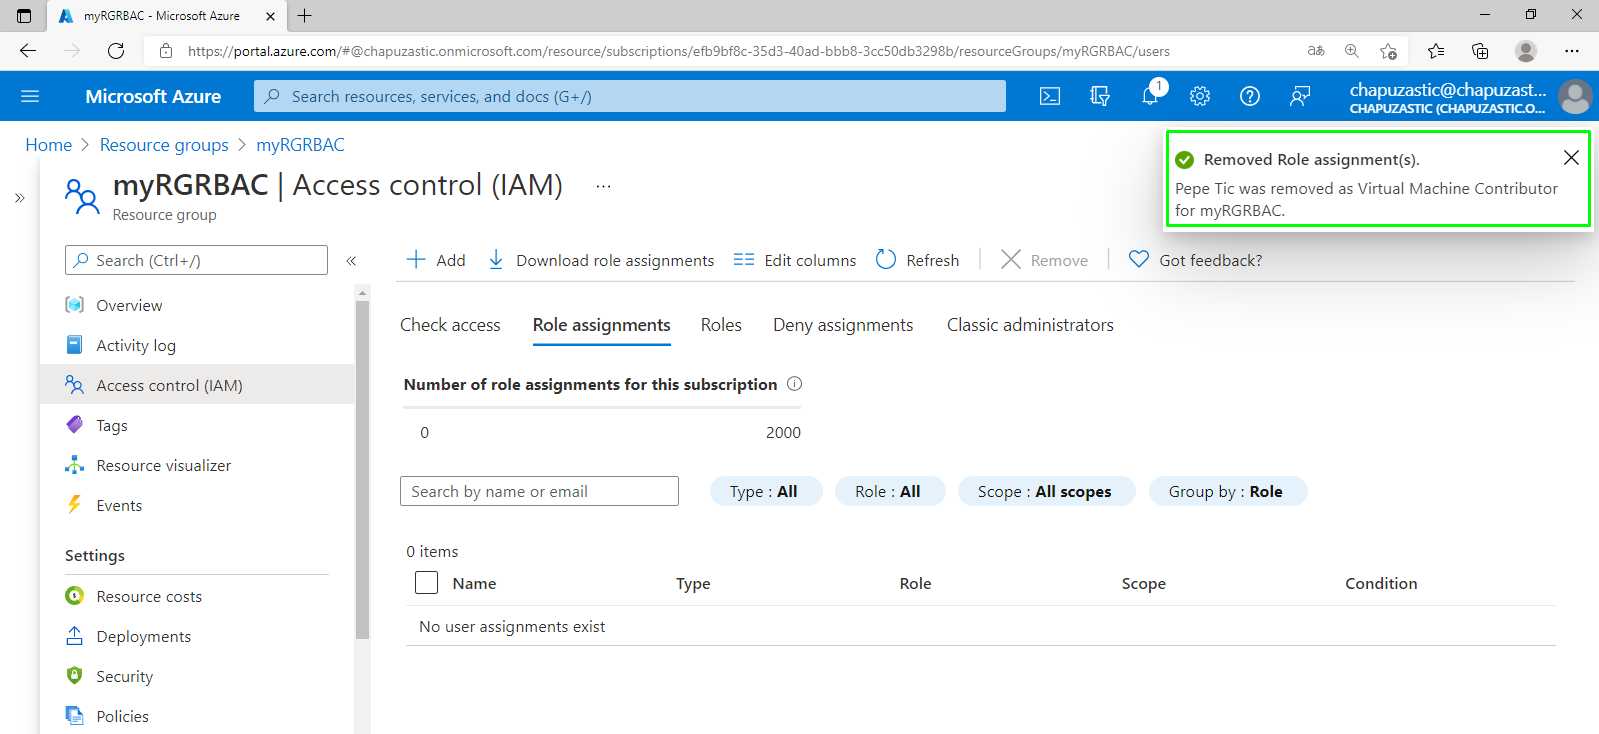 myRGRBAC - Microsoft Azure
https://portal.azure.com/#@chapuzastic.onmicrosoft.com/resource/subscriptions/efb9bf8c-35d3-40ad-bbb8-3cc50db3298b/resourceGroups/myRGRBAC/users
aあ
Microsoft Azure
Search resources, services, and docs (G+/)
1
chapuzastic@chapuzast...
CHAPUZASTIC (CHAPUZASTIC.O...
Home > Resource groups > myRGRBAC
Removed Role assignment(s).
Pepe Tic was removed as Virtual Machine Contributor
for myRGRBAC.
myRGRBAC | Access control (IAM) ...
Resource group
Search (Ctrl+/)
Add
Download role assignments
Edit columns
Refresh
Remove
Got feedback?
Overview
Activity log
Access control (IAM)
Tags
Resource visualizer
Events
Settings
Resource costs
Deployments
Security
Policies
Check access
Role assignments
Roles
Deny assignments
Classic administrators
Number of role assignments for this subscription
0
2000
Search by name or email
Type : All
Role : All
Scope : All scopes
Group by : Role
0 items
Name
Type
Role
Scope
Condition
No user assignments exist